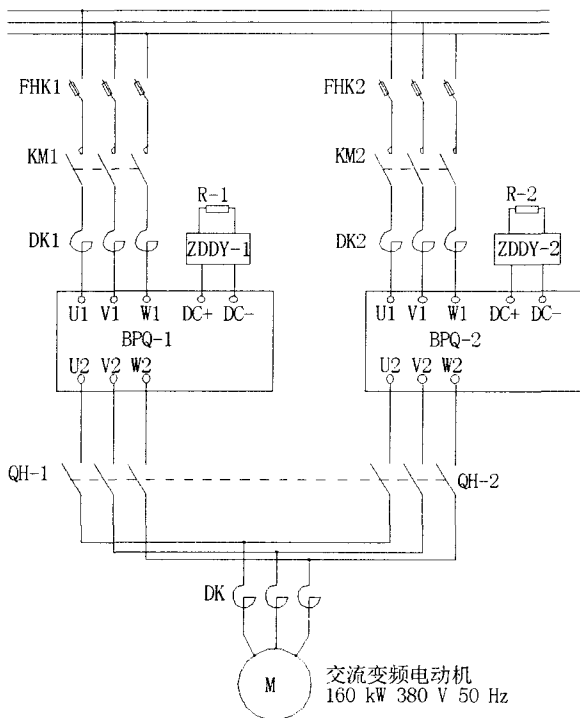 FHK1
FHK2
KM1
KM2
R-1
R-2
DK1
ZDDY-1
DK2
ZDDY-2
U1 V1 W1 DC+ DC-
U1 V1 W1 DC+ DC-
BPQ-1
BPQ-2
U2 V2 W2
U2 V2 W2
QH-1
QH-2
DK
M
交流变频电动机
160 kW 380 V 50 Hz